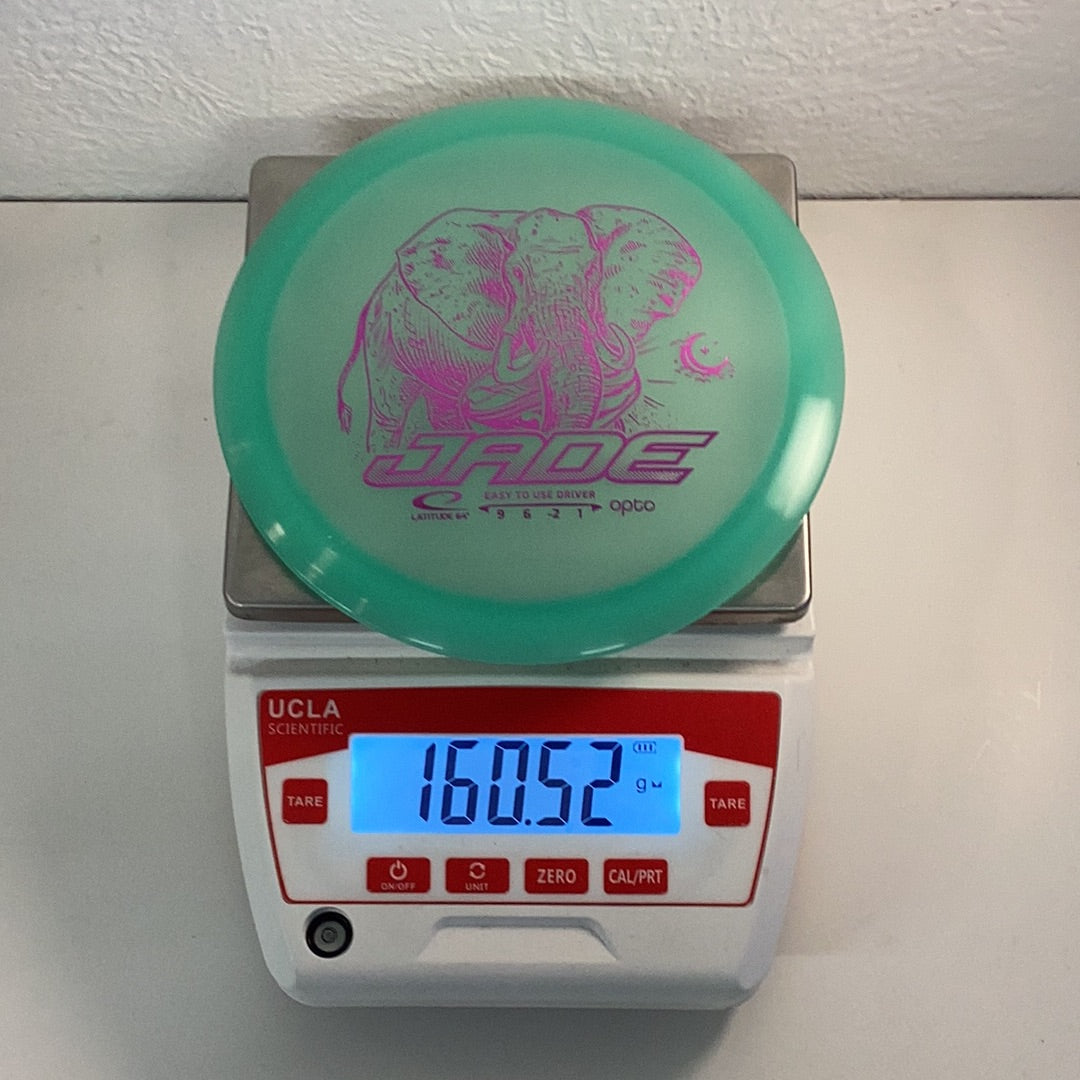 JADE
EASY TO USE DRIVER
LATITUDE 64°
9 6 -2 1
opto
UCLA
SCIENTIFIC
160.52
g
TARE
TARE
ON/OFF
UNIT
ZERO
CAL/PRT